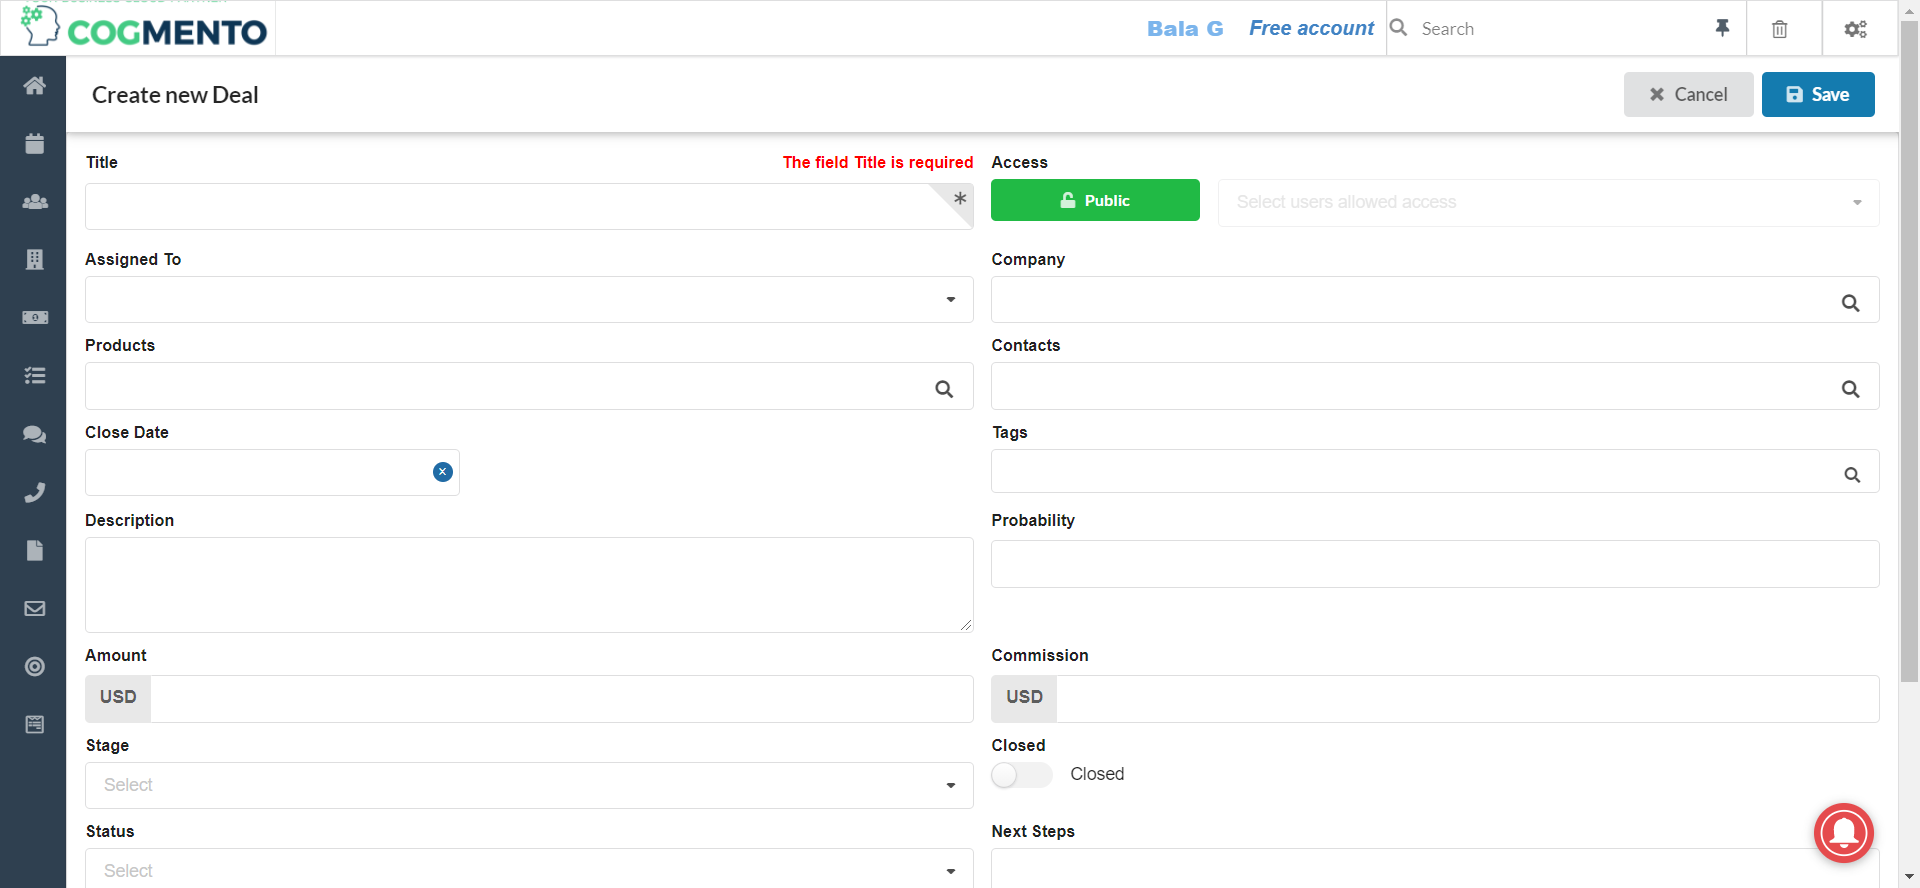 COGMENTO
Bala G
Free account
Search
Create new Deal
Cancel
Save
Title
The field Title is required
*
Access
Public
Select users allowed access
Assigned To
Company
Products
Contacts
Close Date
Tags
Description
Probability
Amount
USD
Commission
USD
Stage
Select
Closed
Closed
Status
Select
Next Steps